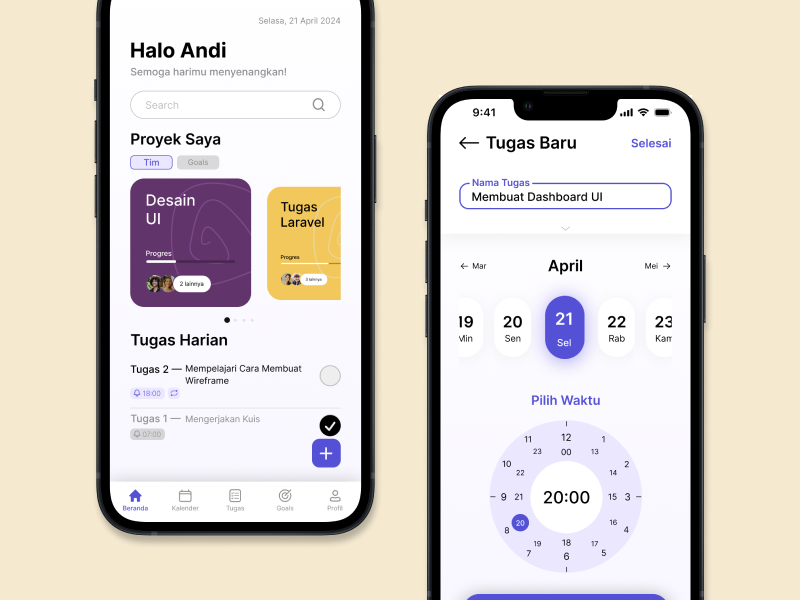 Selasa, 21 April 2024
Halo Andi
Semoga harimu menyenangkan!
Search
Proyek Saya
Tim
Goals
Desain
UI
Progres
2 lainnya
Tugas
Laravel
Progres
2 lainnya
Tugas Harian
Tugas 2 — Mempelajari Cara Membuat
Wireframe
18:00
Tugas 1 — Mengerjakan Kuis
07:00
Beranda
Kalender
Tugas
Goals
Profil
9:41
Tugas Baru
Selesai
Nama Tugas
Membuat Dashboard UI
Mar
April
Mei
19
Min
20
Sen
21
Sel
22
Rab
23
Kam
Pilih Waktu
12
11
1
00
23
13
10
2
22
14
9
21
20:00
15
3
20
16
8
4
19
18
17
7
6
5